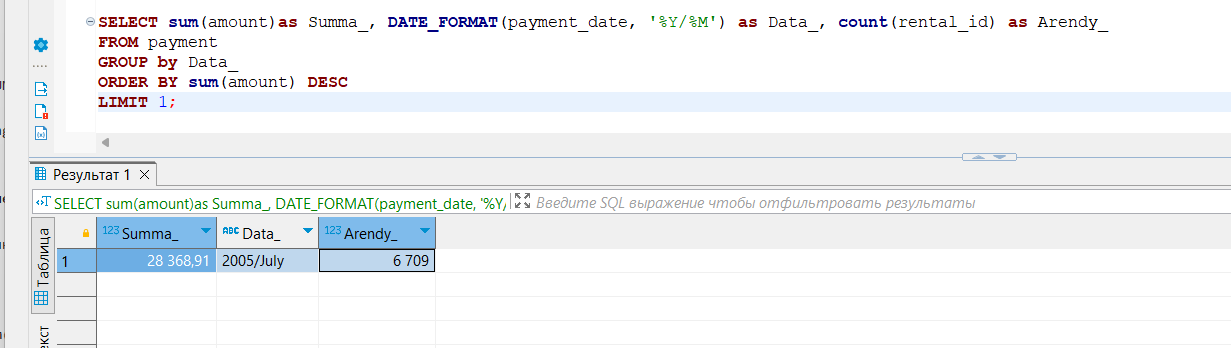 SELECT sum(amount)as Summa_, DATE_FORMAT(payment_date, '%Y/%M') as Data_, count(rental_id) as Arendy_
FROM payment
GROUP by Data_
ORDER BY sum(amount) DESC
LIMIT 1;
Результат 1
SELECT sum(amount)as Summa_, DATE_FORMAT(payment_date, '%Y/ Введите SQL выражение чтобы отфильтровать результаты
Таблица
123 Summa_ ABC Data_ 123 Arendy_
1 28 368,91 2005/July 6 709